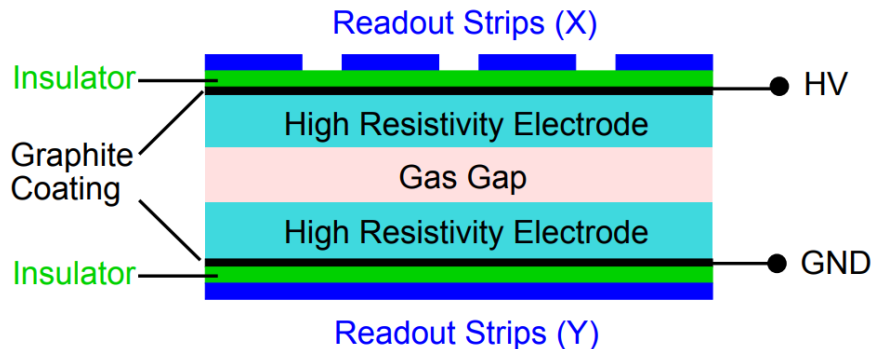 Readout Strips (X)
Insulator
HV
High Resistivity Electrode
Graphite
Coating
Gas Gap
High Resistivity Electrode
Insulator
GND
Readout Strips (Y)